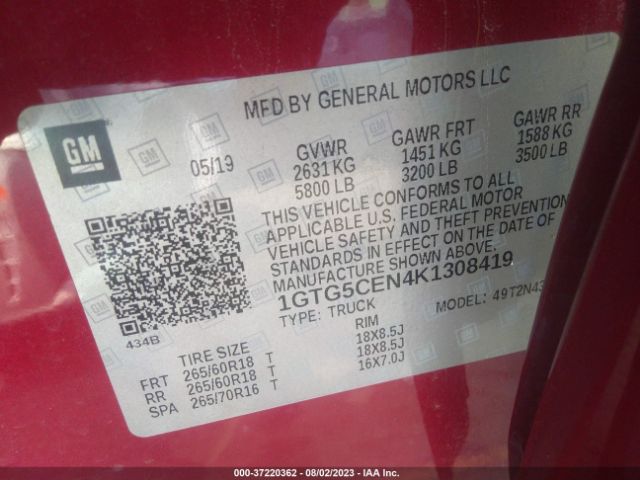 MFD BY GENERAL MOTORS LLC
GM
05/19
GVWR GAWR FRT GAWR RR
2631 KG 1451 KG 1588 KG
5800 LB 3200 LB 3500 LB
THIS VEHICLE CONFORMS TO ALL
APPLICABLE U.S. FEDERAL MOTOR
VEHICLE SAFETY AND THEFT PREVENTION
STANDARDS IN EFFECT ON THE DATE OF
MANUFACTURE SHOWN ABOVE.
1GTG5CEN4K1308419
TYPE: TRUCK MODEL: 49T2N43
434B
TIRE SIZE RIM
FRT 265/60R18 T 18X8.5J
RR 265/60R18 T 18X8.5J
SPA 265/70R16 T 16X7.0J
000-37220362 - 08/02/2023 - IAA Inc.